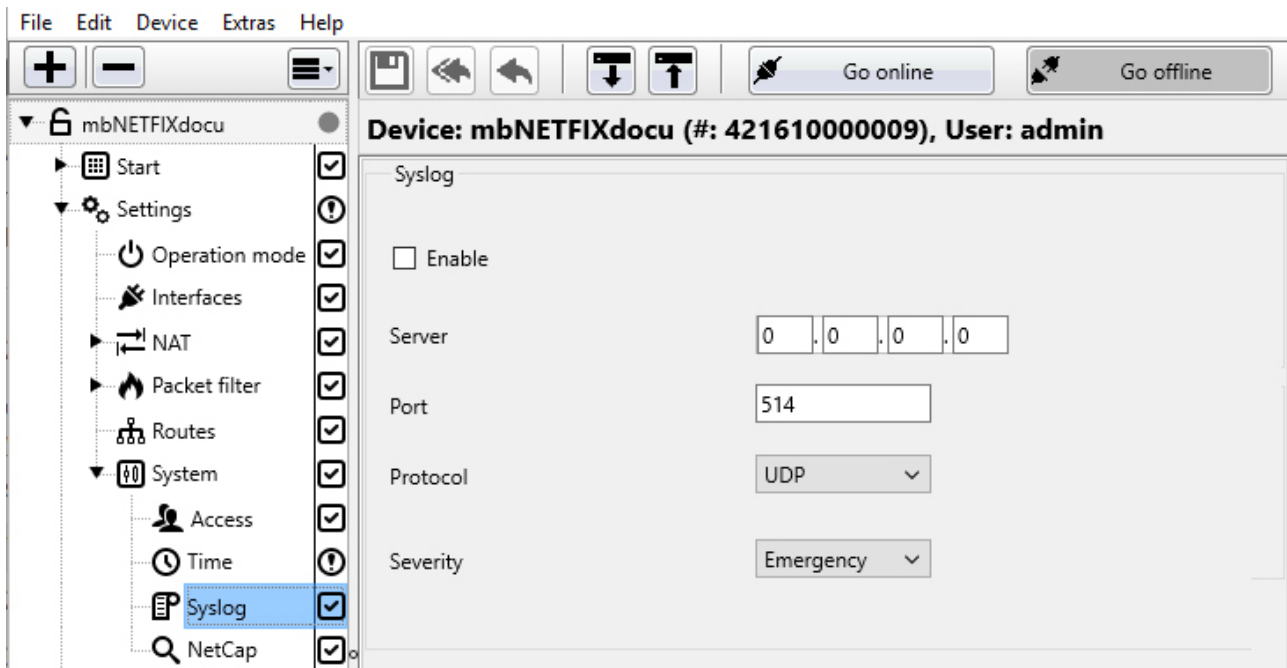 File Edit Device Extras Help
Go online Go offline
mbNETFIXdocu
Device: mbNETFIXdocu (#: 421610000009), User: admin
Start
Settings
Operation mode
Interfaces
NAT
Packet filter
Routes
System
Access
Time
Syslog
NetCap
Syslog
Enable
Server 0 . 0 . 0 . 0
Port 514
Protocol UDP
Severity Emergency